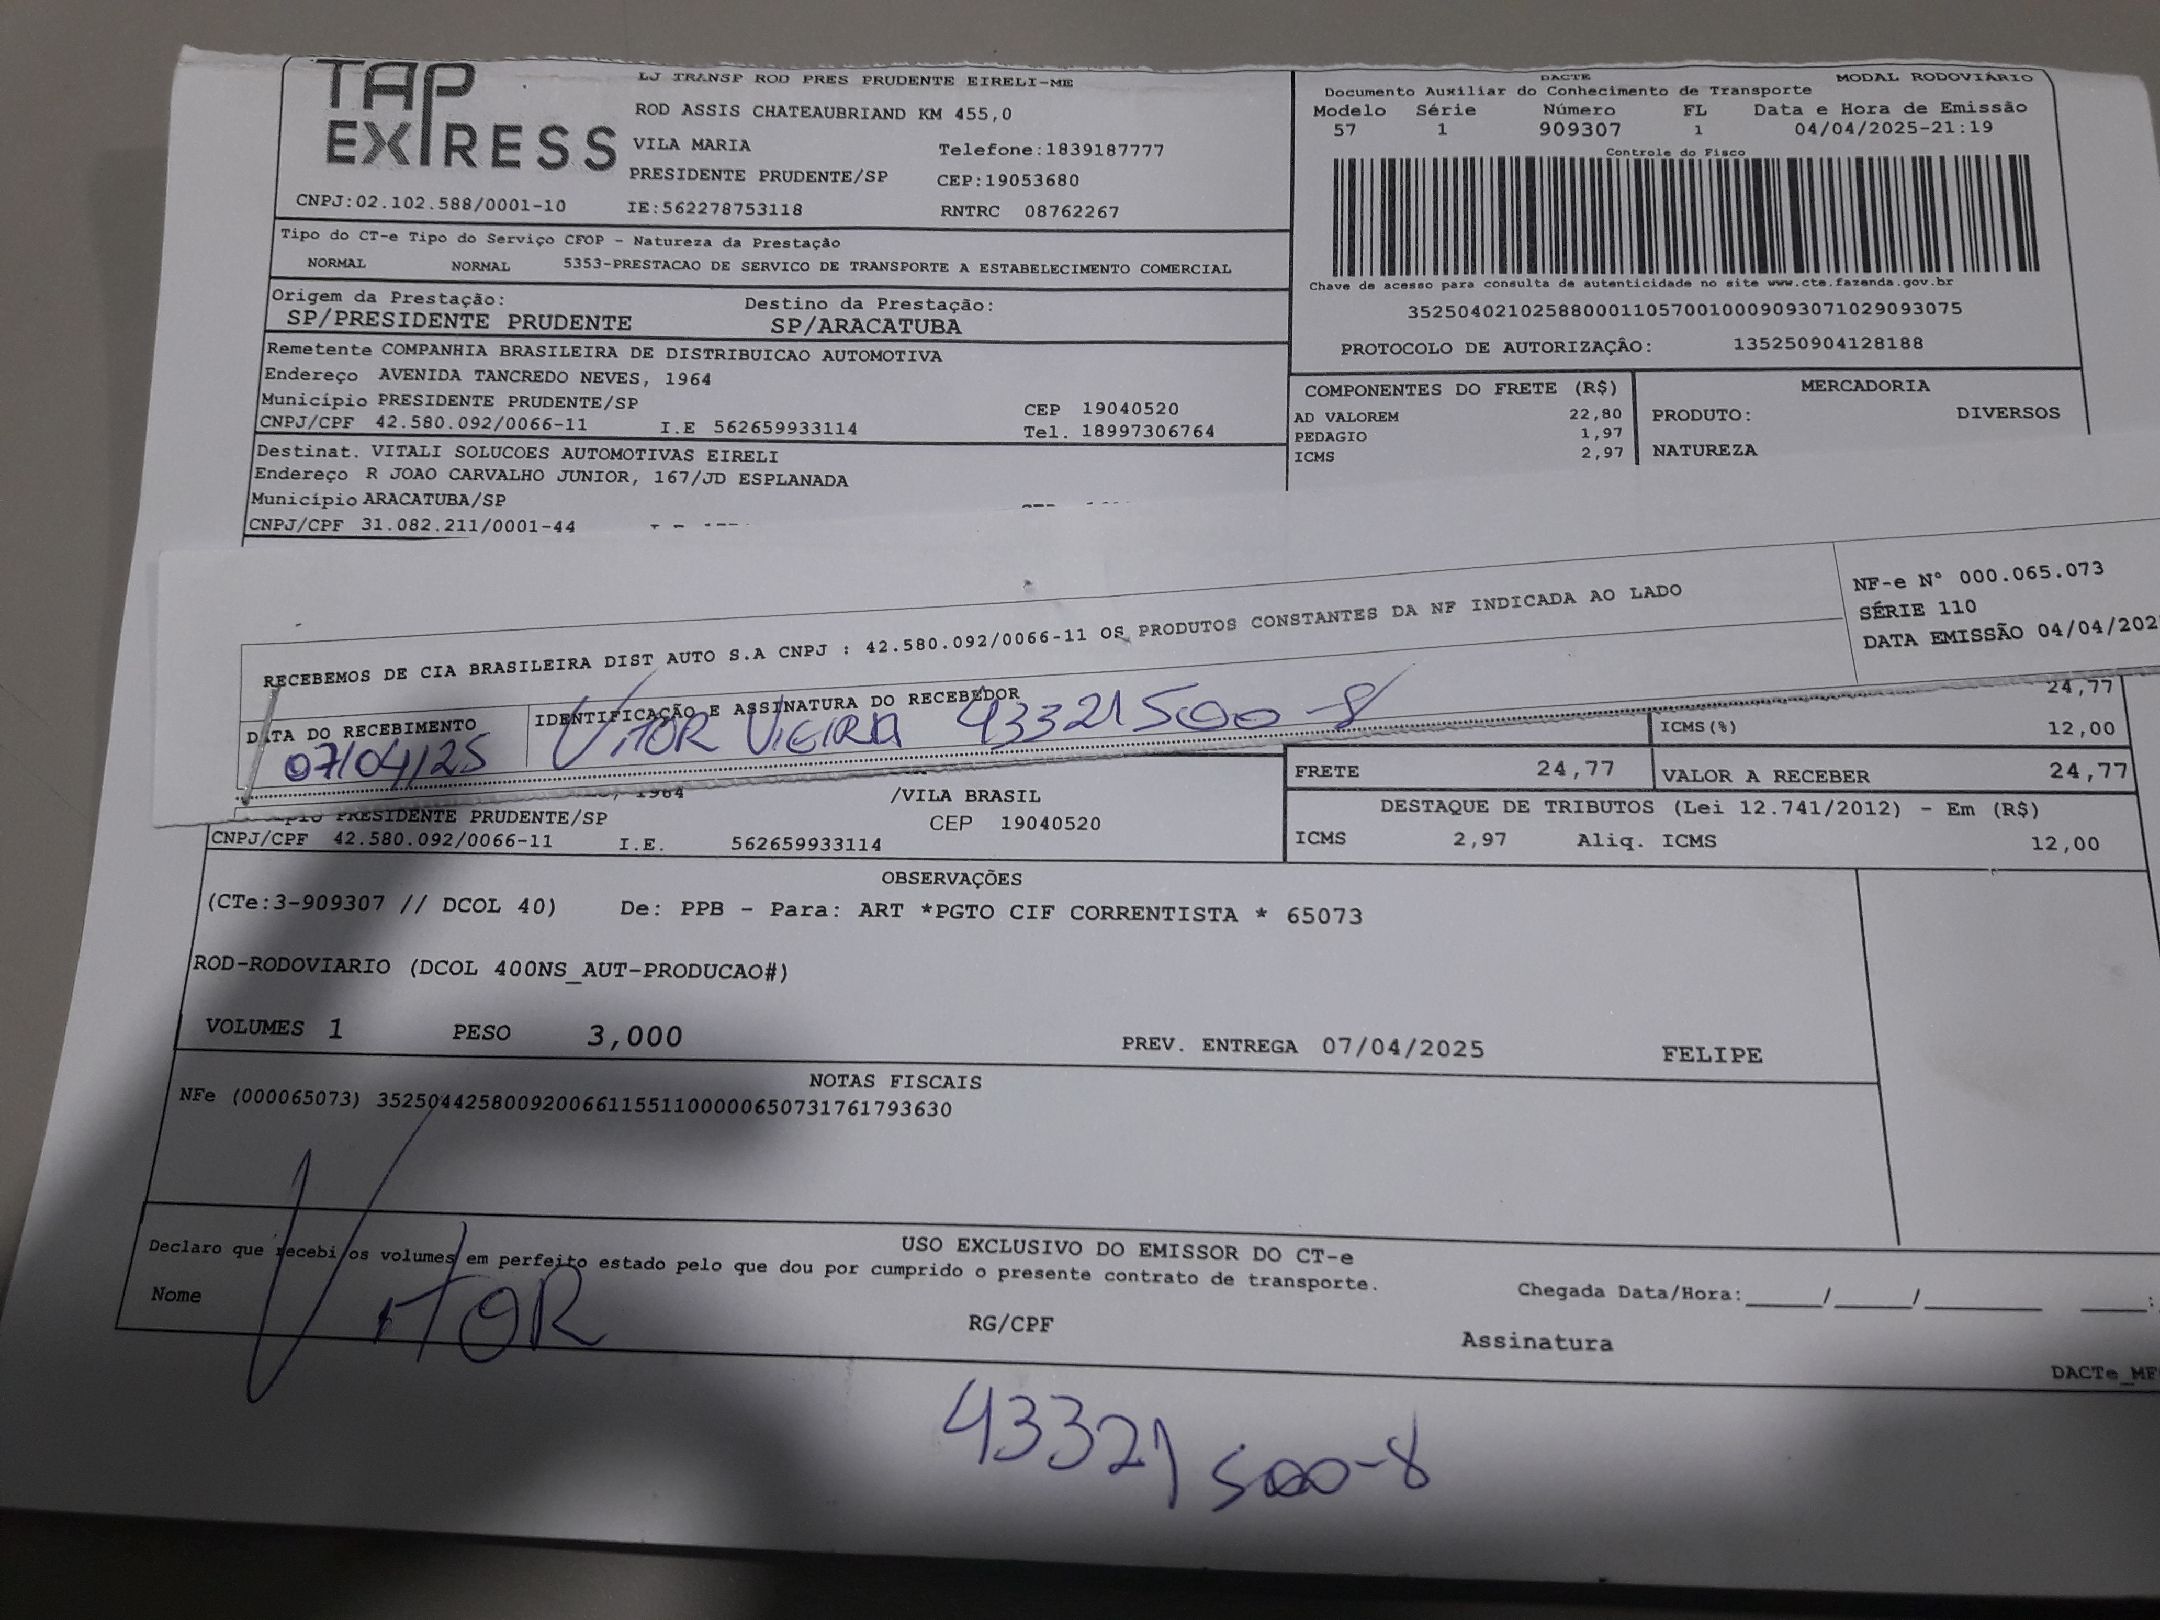 TAP
EXPRESS
LJ TRANSP ROD PRES PRUDENTE EIRELI-ME
ROD ASSIS CHATEAUBRIAND KM 455,0
VILA MARIA Telefone:1839187777
PRESIDENTE PRUDENTE/SP CEP:19053680
CNPJ:02.102.588/0001-10 IE:562278753118 RNTRC 08762267
DACTE MODAL RODOVIÁRIO
Documento Auxiliar do Conhecimento de Transporte
Modelo Série Número FL Data e Hora de Emissão
57 1 909307 1 04/04/2025-21:19
Controle do Fisco
Chave de acesso para consulta de autenticidade no site www.cte.fazenda.gov.br
35250402102588000110570010009093071029093075
PROTOCOLO DE AUTORIZAÇÃO: 135250904128188
Tipo do CT-e Tipo do Serviço CFOP - Natureza da Prestação
NORMAL NORMAL 5353-PRESTACAO DE SERVICO DE TRANSPORTE A ESTABELECIMENTO COMERCIAL
Origem da Prestação: Destino da Prestação:
SP/PRESIDENTE PRUDENTE SP/ARACATUBA
Remetente COMPANHIA BRASILEIRA DE DISTRIBUICAO AUTOMOTIVA
Endereço AVENIDA TANCREDO NEVES, 1964
Município PRESIDENTE PRUDENTE/SP CEP 19040520
CNPJ/CPF 42.580.092/0066-11 I.E 562659933114 Tel. 18997306764
Destinat. VITALI SOLUCOES AUTOMOTIVAS EIRELI
Endereço R JOAO CARVALHO JUNIOR, 167/JD ESPLANADA
Município ARACATUBA/SP
CNPJ/CPF 31.082.211/0001-44
COMPONENTES DO FRETE (R$) MERCADORIA
AD VALOREM 22,80 PRODUTO: DIVERSOS
PEDAGIO 1,97
ICMS 2,97 NATUREZA
RECEBEMOS DE CIA BRASILEIRA DIST AUTO S.A CNPJ : 42.580.092/0066-11 OS PRODUTOS CONSTANTES DA NF INDICADA AO LADO
NF-e N° 000.065.073
SÉRIE 110
DATA EMISSÃO 04/04/202
DATA DO RECEBIMENTO IDENTIFICAÇÃO E ASSINATURA DO RECEBEDOR
07/04/25 VITOR VIEIRA 43321500-8
24,77
ICMS(%) 12,00
FRETE 24,77 VALOR A RECEBER 24,77
1964 /VILA BRASIL
PRESIDENTE PRUDENTE/SP CEP 19040520
CNPJ/CPF 42.580.092/0066-11 I.E. 562659933114
DESTAQUE DE TRIBUTOS (Lei 12.741/2012) - Em (R$)
ICMS 2,97 Aliq. ICMS 12,00
OBSERVAÇÕES
(CTe:3-909307 // DCOL 40) De: PPB - Para: ART *PGTO CIF CORRENTISTA * 65073
ROD-RODOVIARIO (DCOL 400NS_AUT-PRODUCAO#)
VOLUMES 1 PESO 3,000 PREV. ENTREGA 07/04/2025 FELIPE
NOTAS FISCAIS
NFe (000065073) 35250442580092006611551100000650731761793630
USO EXCLUSIVO DO EMISSOR DO CT-e
Declaro que recebi os volumes em perfeito estado pelo que dou por cumprido o presente contrato de transporte.
Nome VITOR RG/CPF Assinatura
Chegada Data/Hora:_____/_____/________ ____:
DACTe_MF
43321500-8